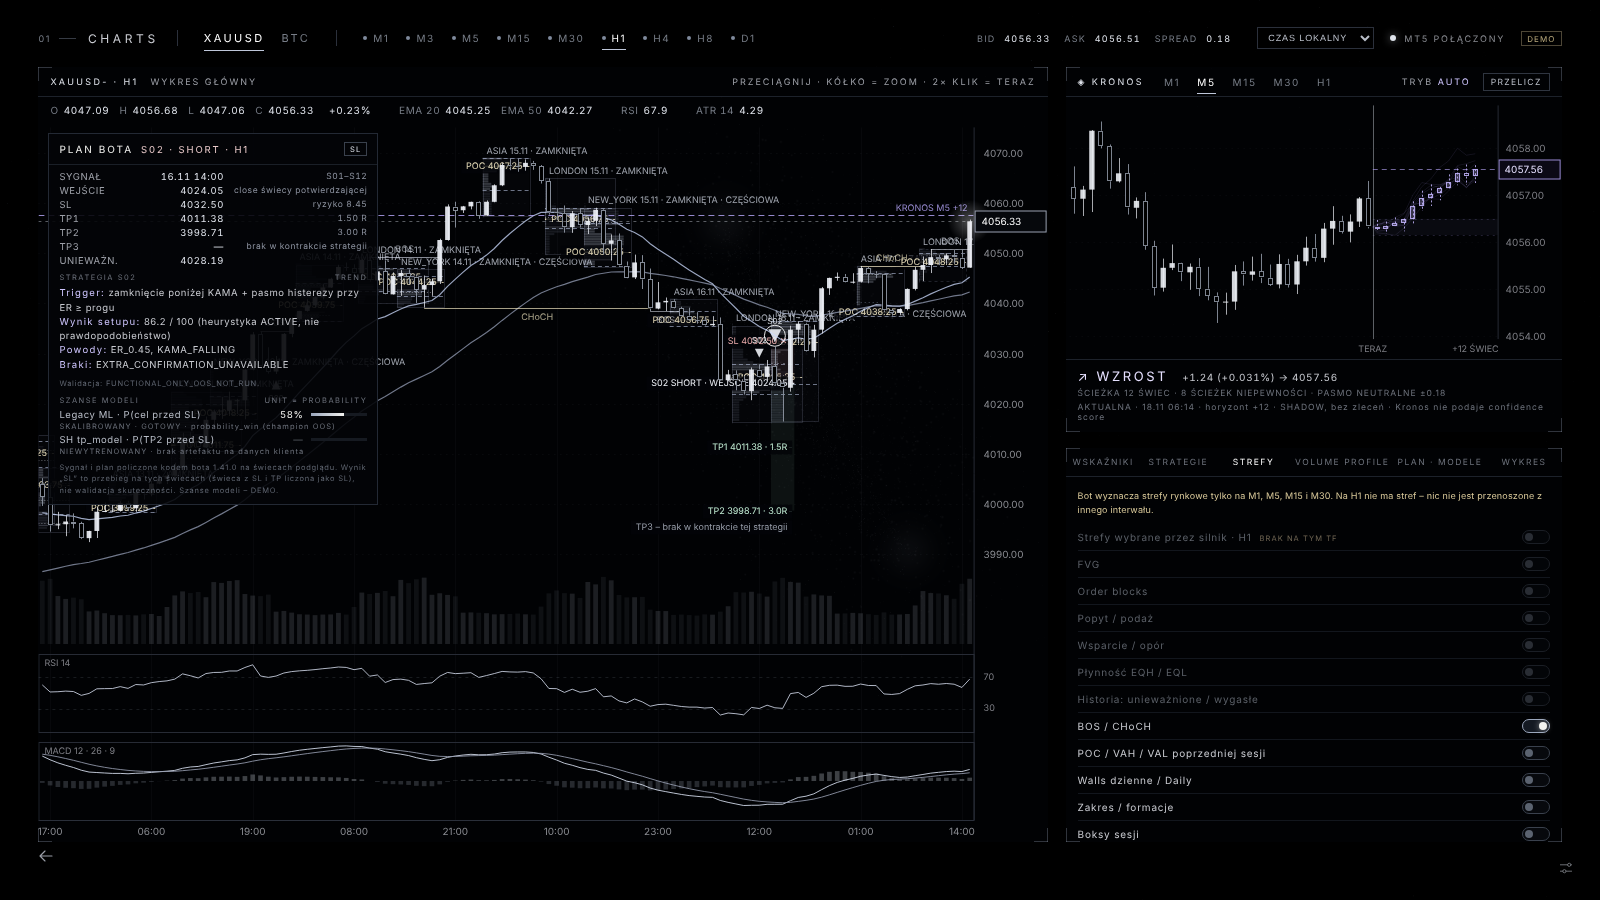 01 — CHARTS XAUUSD BTC • M1 • M3 • M5 • M15 • M30 • H1 • H4 • H8 • D1 BID 4056.33 ASK 4056.51 SPREAD 0.18 CZAS LOKALNY MT5 POŁĄCZONY DEMO
XAUUSD- · H1 WYKRES GŁÓWNY PRZECIĄGNIJ · KÓŁKO = ZOOM · 2× KLIK = TERAZ
O 4047.09 H 4056.68 L 4047.06 C 4056.33 +0.23% EMA 20 4045.25 EMA 50 4042.27 RSI 67.9 ATR 14 4.29
PLAN BOTA S02 · SHORT · H1 SL
SYGNAŁ 16.11 14:00 S01–S12
WEJŚCIE 4024.05 close świecy potwierdzającej
SL 4032.50 ryzyko 8.45
TP1 4011.38 1.50 R
TP2 3998.71 3.00 R
TP3 — brak w kontrakcie strategii
UNIEWAŻN. 4028.19
STRATEGIA S02 TREND
Trigger: zamknięcie poniżej KAMA + pasmo histerezy przy
ER ≥ progu
Wynik setupu: 86.2 / 100 (heurystyka ACTIVE, nie
prawdopodobieństwo)
Powody: ER_0.45, KAMA_FALLING
Braki: EXTRA_CONFIRMATION_UNAVAILABLE
Walidacja: FUNCTIONAL_ONLY_OOS_NOT_RUN
SZANSE MODELI UNIT = PROBABILITY
Legacy ML · P(cel przed SL) 58%
SKALIBROWANY · GOTOWY · probability_win (champion OOS)
SH tp_model · P(TP2 przed SL) —
NIEWYTRENOWANY · brak artefaktu na danych klienta
Sygnał i plan policzone kodem bota 1.41.0 na świecach podglądu. Wynik
„SL” to przebieg na tych świecach (świeca z SL i TP liczona jako SL),
nie walidacja skuteczności. Szanse modeli – DEMO.
ASIA 15.11 · ZAMKNIĘTA
LONDON 15.11 · ZAMKNIĘTA
NEW_YORK 15.11 · ZAMKNIĘTA · CZĘŚCIOWA
KRONOS M5 +12
POC 4050.25
NEW_YORK 14.11 · ZAMKNIĘTA · CZĘŚCIOWA
ASIA 16.11 · ZAMKNIĘTA
CHoCH
POC 4038.25
CZĘŚCIOWA
S02 SHORT · WEJŚCIE 4024.05
TP1 4011.38 · 1.5R
TP2 3998.71 · 3.0R
TP3 – brak w kontrakcie tej strategii
4070.00
4060.00
4056.33
4050.00
4040.00
4030.00
4020.00
4010.00
4000.00
3990.00
RSI 14
70
30
MACD 12 · 26 · 9
17:00 06:00 19:00 08:00 21:00 10:00 23:00 12:00 01:00 14:00
◈ KRONOS M1 M5 M15 M30 H1 TRYB AUTO PRZELICZ
4058.00
4057.56
4057.00
4056.00
4055.00
4054.00
TERAZ +12 ŚWIEC
↗ WZROST +1.24 (+0.031%) → 4057.56
ŚCIEŻKA 12 ŚWIEC · 8 ŚCIEŻEK NIEPEWNOŚCI · PASMO NEUTRALNE ±0.18
AKTUALNA · 18.11 06:14 · horyzont +12 · SHADOW, bez zleceń · Kronos nie podaje confidence
score
WSKAŹNIKI STRATEGIE STREFY VOLUME PROFILE PLAN · MODELE WYKRES
Bot wyznacza strefy rynkowe tylko na M1, M5, M15 i M30. Na H1 nie ma stref – nic nie jest przenoszone z
innego interwału.
Strefy wybrane przez silnik · H1 BRAK NA TYM TF
FVG
Order blocks
Popyt / podaż
Wsparcie / opór
Płynność EQH / EQL
Historia: unieważnione / wygasłe
BOS / CHoCH
POC / VAH / VAL poprzedniej sesji
Walls dzienne / Daily
Zakres / formacje
Boksy sesji